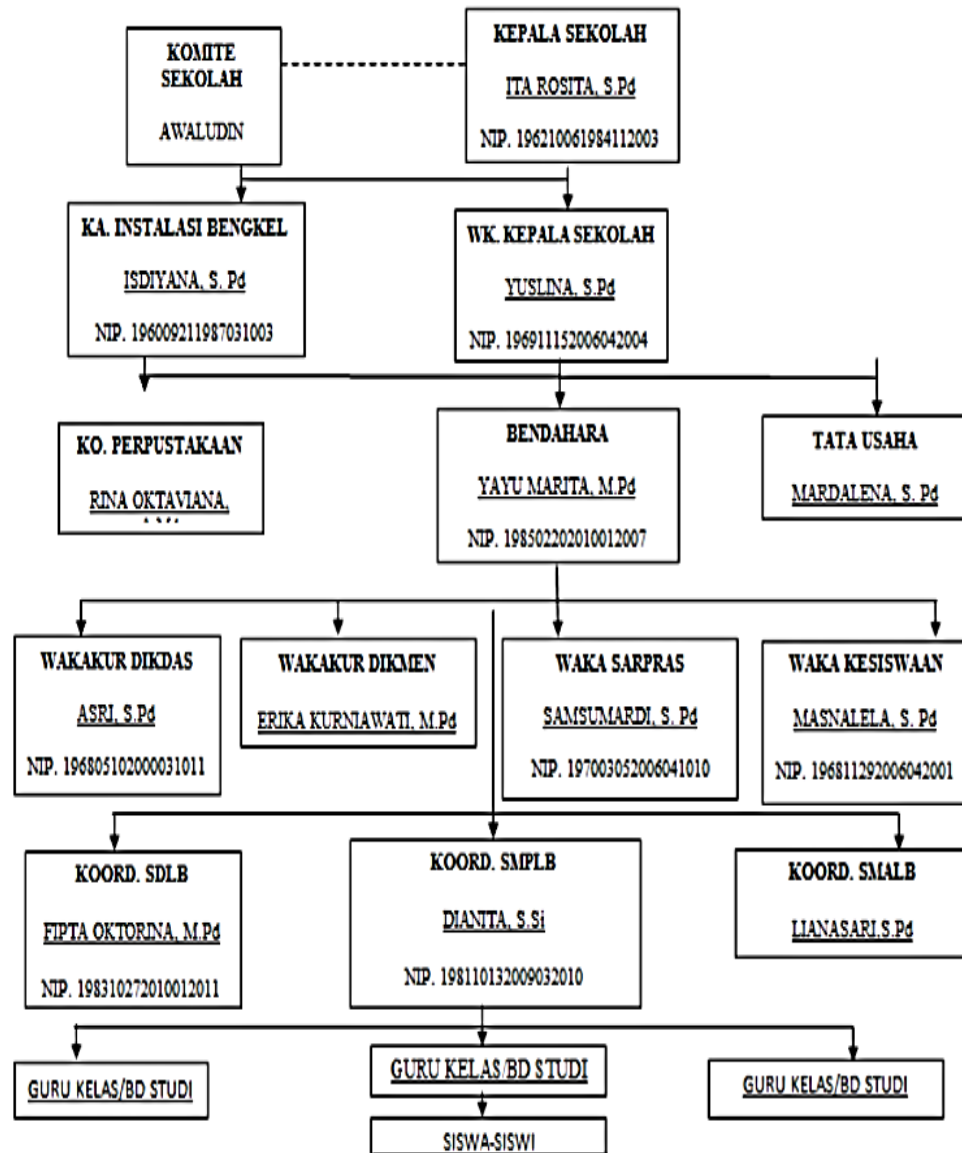 KOMITE
SEKOLAH
AWALUDIN
KEPALA SEKOLAH
ITA ROSITA, S.Pd
NIP. 196210061984112003
KA. INSTALASI BENGKEL
ISDIYANA, S. Pd
NIP. 196009211987031003
WK. KEPALA SEKOLAH
YUSLINA, S.Pd
NIP. 196911152006042004
KO. PERPUSTAKAAN
RINA OKTAVIANA,
BENDAHARA
YAYU MARITA, M.Pd
NIP. 198502202010012007
TATA USAHA
MARDALENA, S. Pd
WAKAKUR DIKDAS
ASRI, S.Pd
NIP. 196805102000031011
WAKAKUR DIKMEN
ERIKA KURNIAWATI, M.Pd
WAKA SARPRAS
SAMSUMARDI, S. Pd
NIP. 197003052006041010
WAKA KESISWAAN
MASNALELA, S. Pd
NIP. 196811292006042001
KOORD. SDLB
FIPTA OKTORINA, M.Pd
NIP. 198310272010012011
KOORD. SMPLB
DIANITA, S.Si
NIP. 198110132009032010
KOORD. SMALB
LIANASARI,S.Pd
GURU KELAS/BD STUDI
GURU KELAS/BD STUDI
GURU KELAS/BD STUDI
SISWA-SISWI